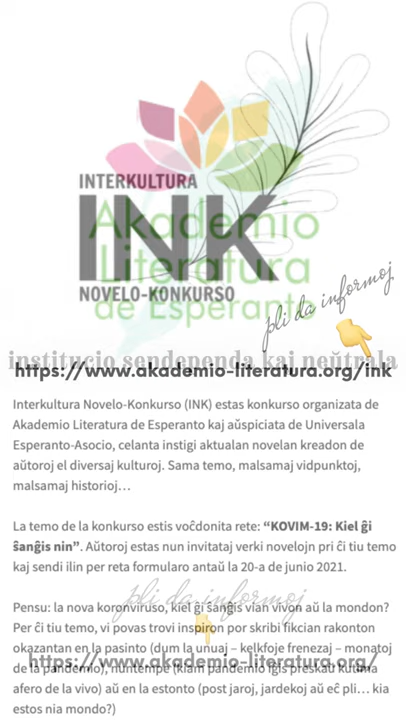 INTERKULTURA
INK
NOVELO-KONKURSO
Akademio
Literatura
de Esperanto
pli da informoj
institucio sendependa kaj neŭtrala
https://www.akademio-literatura.org/ink
Interkultura Novelo-Konkurso (INK) estas konkurso organizata de
Akademio Literatura de Esperanto kaj aŭspiciata de Universala
Esperanto-Asocio, celanta instigi aktualan novelan kreadon de
aŭtoroj el diversaj kulturoj. Sama temo, malsamaj vidpunktoj,
malsamaj historioj...
La temo de la konkurso estis voĉdonita rete: “KOVIM-19: Kiel ĝi
ŝanĝis nin”. Aŭtoroj estas nun invitataj verki novelojn pri ĉi tiu temo
kaj sendi ilin per reta formularo antaŭ la 20-a de junio 2021.
pli da informoj
Pensu: la nova koronviruso, kiel ĝi ŝanĝis vian vivon aŭ la mondon?
Per ĉi tiu temo, vi povas trovi inspiron por skribi fikcian rakonton
okazantan en la pasinto (dum la unuaj – kelkfoje frenezaj – monatoj
de la pandemio), nuntempe (kiam pandemio iĝis preskaŭ kutima
https://www.akademio-literatura.org/
afero de la vivo) aŭ en la estonto (post jaroj, jardekoj aŭ eĉ pli... kia
estos nia mondo?)